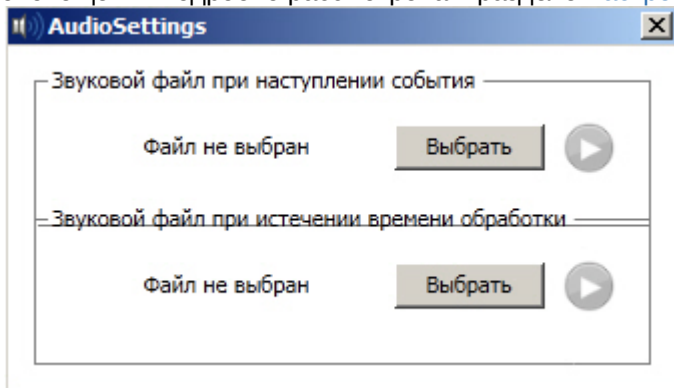 AudioSettings
Звуковой файл при наступлении события
Файл не выбран Выбрать
Звуковой файл при истечении времени обработки
Файл не выбран Выбрать